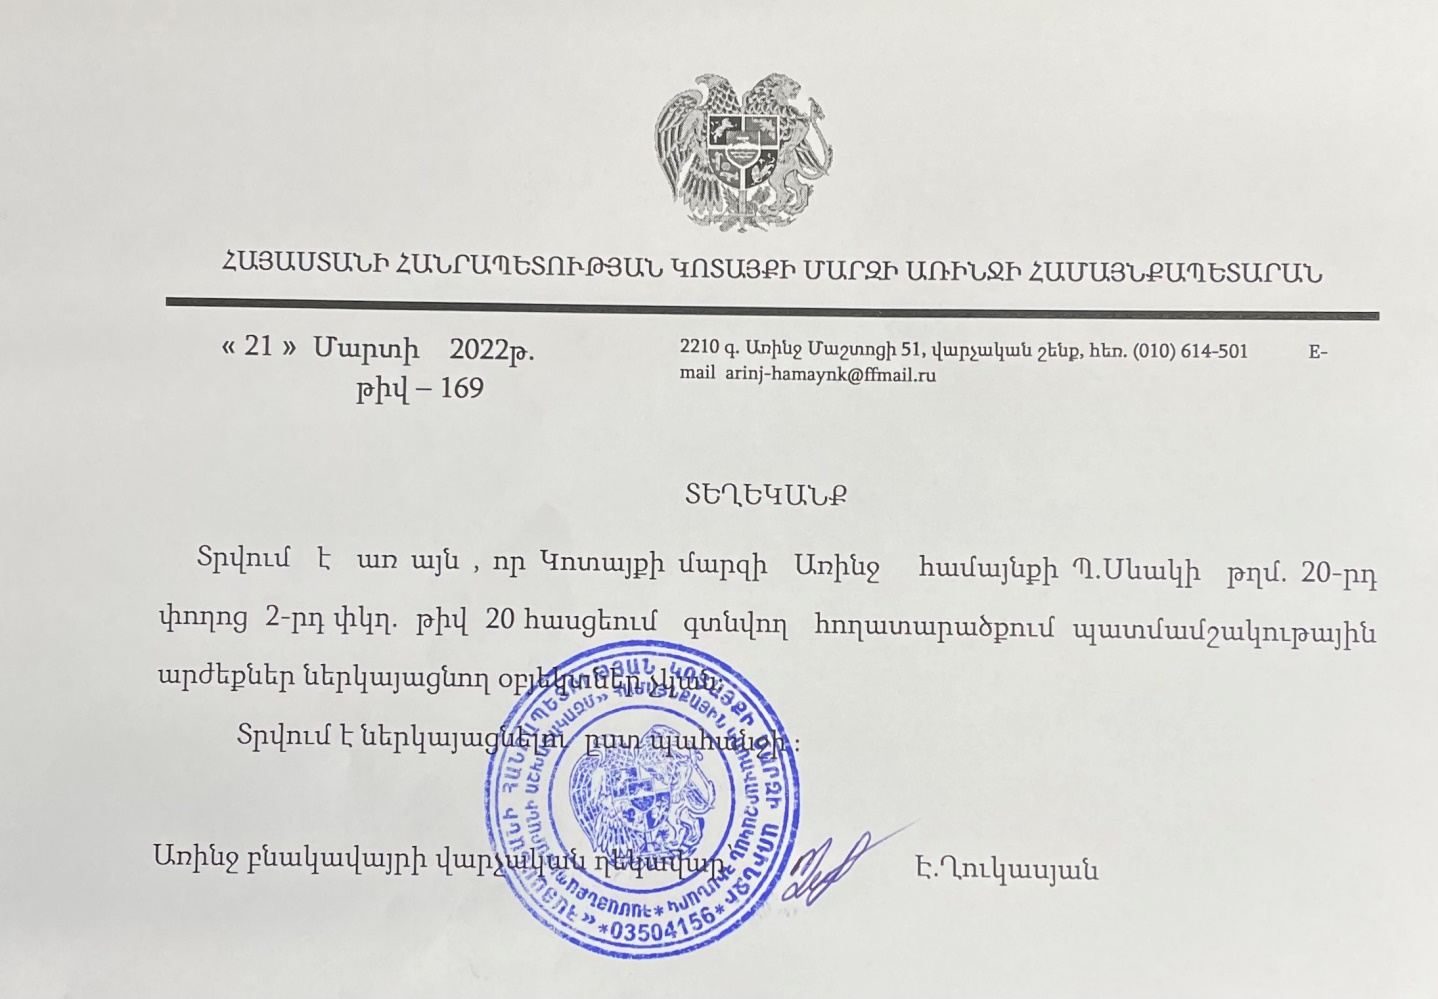 ՀԱՅԱՍՏԱՆԻ ՀԱՆՐԱՊԵՏՈՒԹՅԱՆ ԿՈՏԱՅՔԻ ՄԱՐԶԻ ԱՌԻՆՋԻ ՀԱՄԱՅՆՔԱՊԵՏԱՐԱՆ
« 21 » Մարտի 2022թ.
թիվ – 169
2210 գ. Առինջ Մաշտոցի 51, վարչական շենք, հեռ. (010) 614-501 E-
mail arinj-hamaynk@ffmail.ru
ՏԵՂԵԿԱՆՔ
Տրվում է առ այն , որ Կոտայքի մարզի Առինջ համայնքի Պ.Սևակի թղմ. 20-րդ
փողոց 2-րդ փկղ. թիվ 20 հասցեում գտնվող հողատարածքում պատմամշակութային
արժեքներ ներկայացնող օբյեկտներ չկան:
Տրվում է ներկայացնելու ըստ պահանջի :
Առինջ բնակավայրի վարչական ղեկավար՝
Է.Ղուկասյան
ՀԱՆՐԱՊԵՏՈՒԹՅԱՆ ԿՈՏԱՅՔԻ ՄԱՐԶԻ
*03504156*